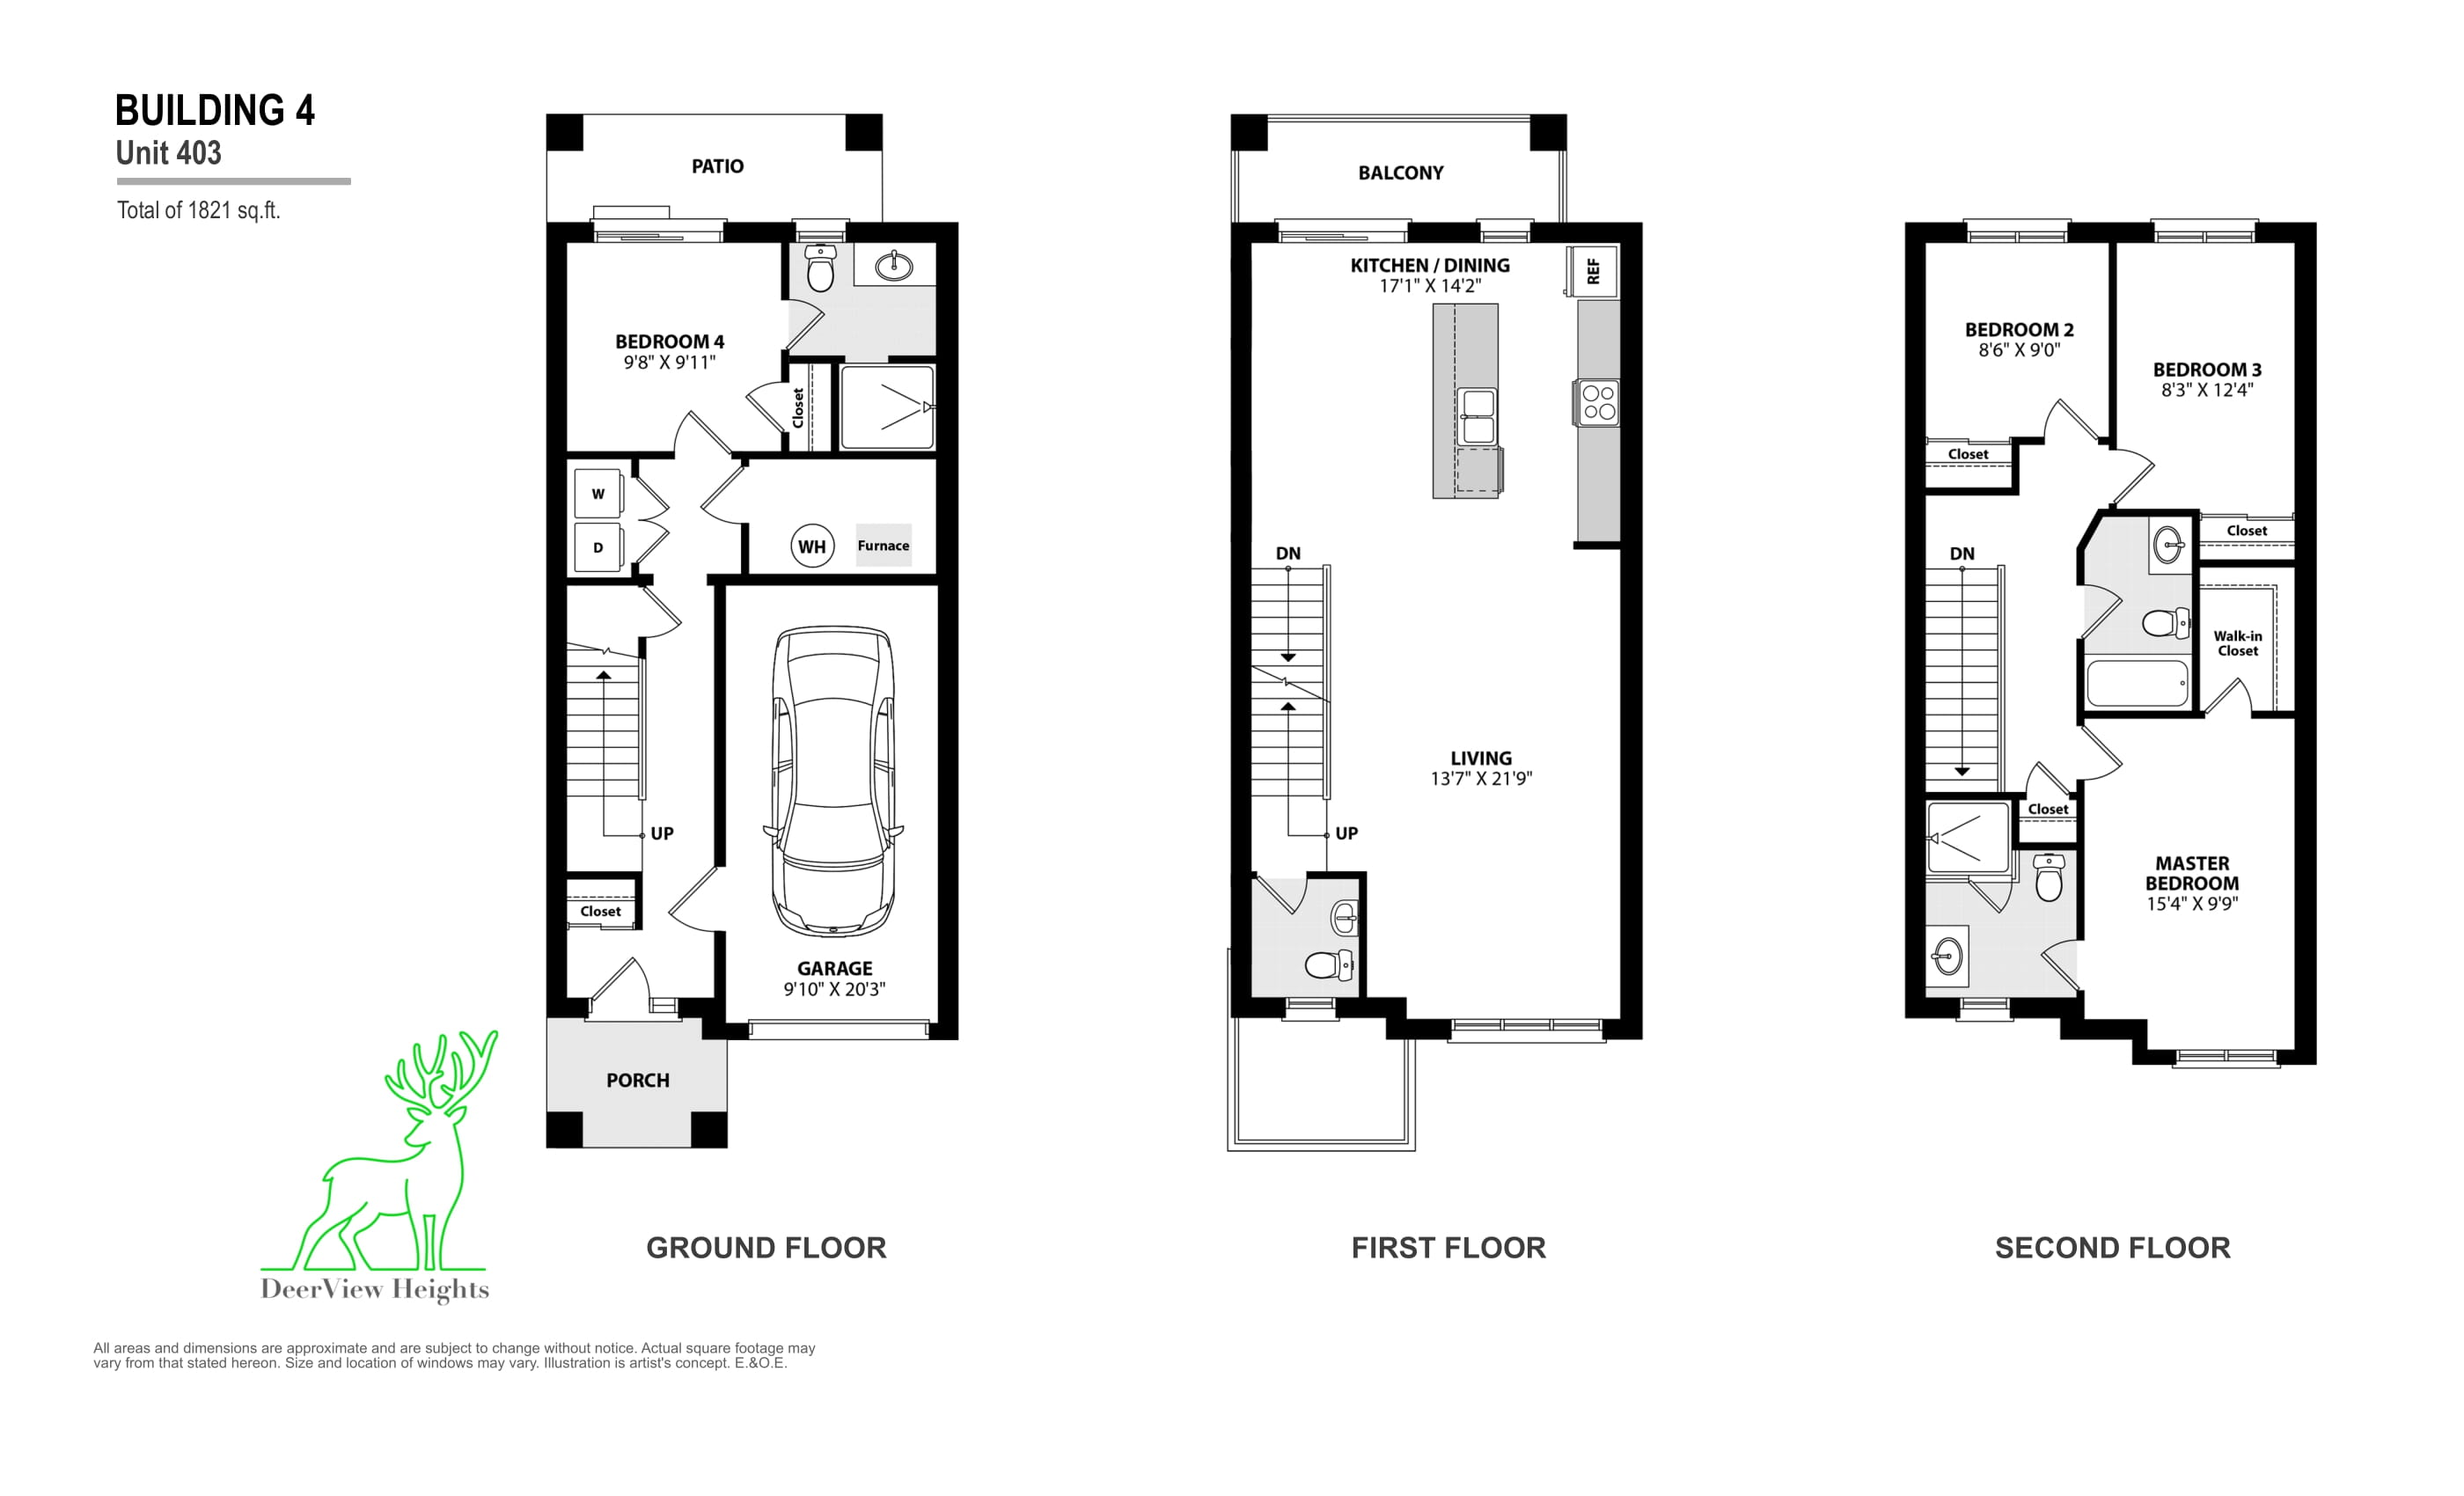 BUILDING 4
Unit 403
Total of 1821 sq.ft.
PATIO
BEDROOM 4
9'8" X 9'11"
Closet
W
D
WH
Furnace
UP
Closet
GARAGE
9'10" X 20'3"
PORCH
GROUND FLOOR
BALCONY
KITCHEN / DINING
17'1" X 14'2"
REF
DN
LIVING
13'7" X 21'9"
UP
FIRST FLOOR
BEDROOM 2
8'6" X 9'0"
BEDROOM 3
8'3" X 12'4"
Closet
Closet
DN
Walk-in
Closet
Closet
MASTER
BEDROOM
15'4" X 9'9"
SECOND FLOOR
DeerView Heights
All areas and dimensions are approximate and are subject to change without notice. Actual square footage may
vary from that stated hereon. Size and location of windows may vary. Illustration is artist's concept. E.&O.E.